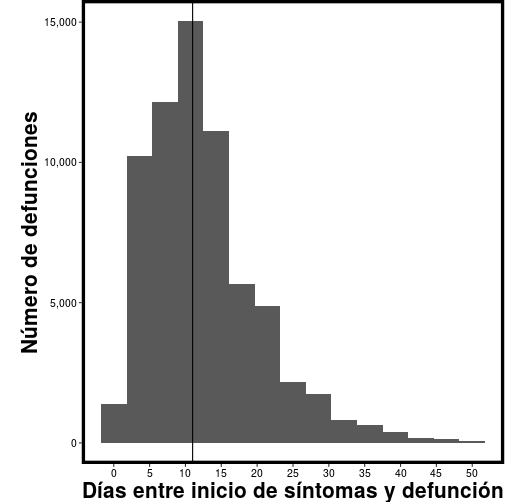 Número de defunciones
15,000
10,000
5,000
0
0 5 10 15 20 25 30 35 40 45 50
Días entre inicio de síntomas y defunción